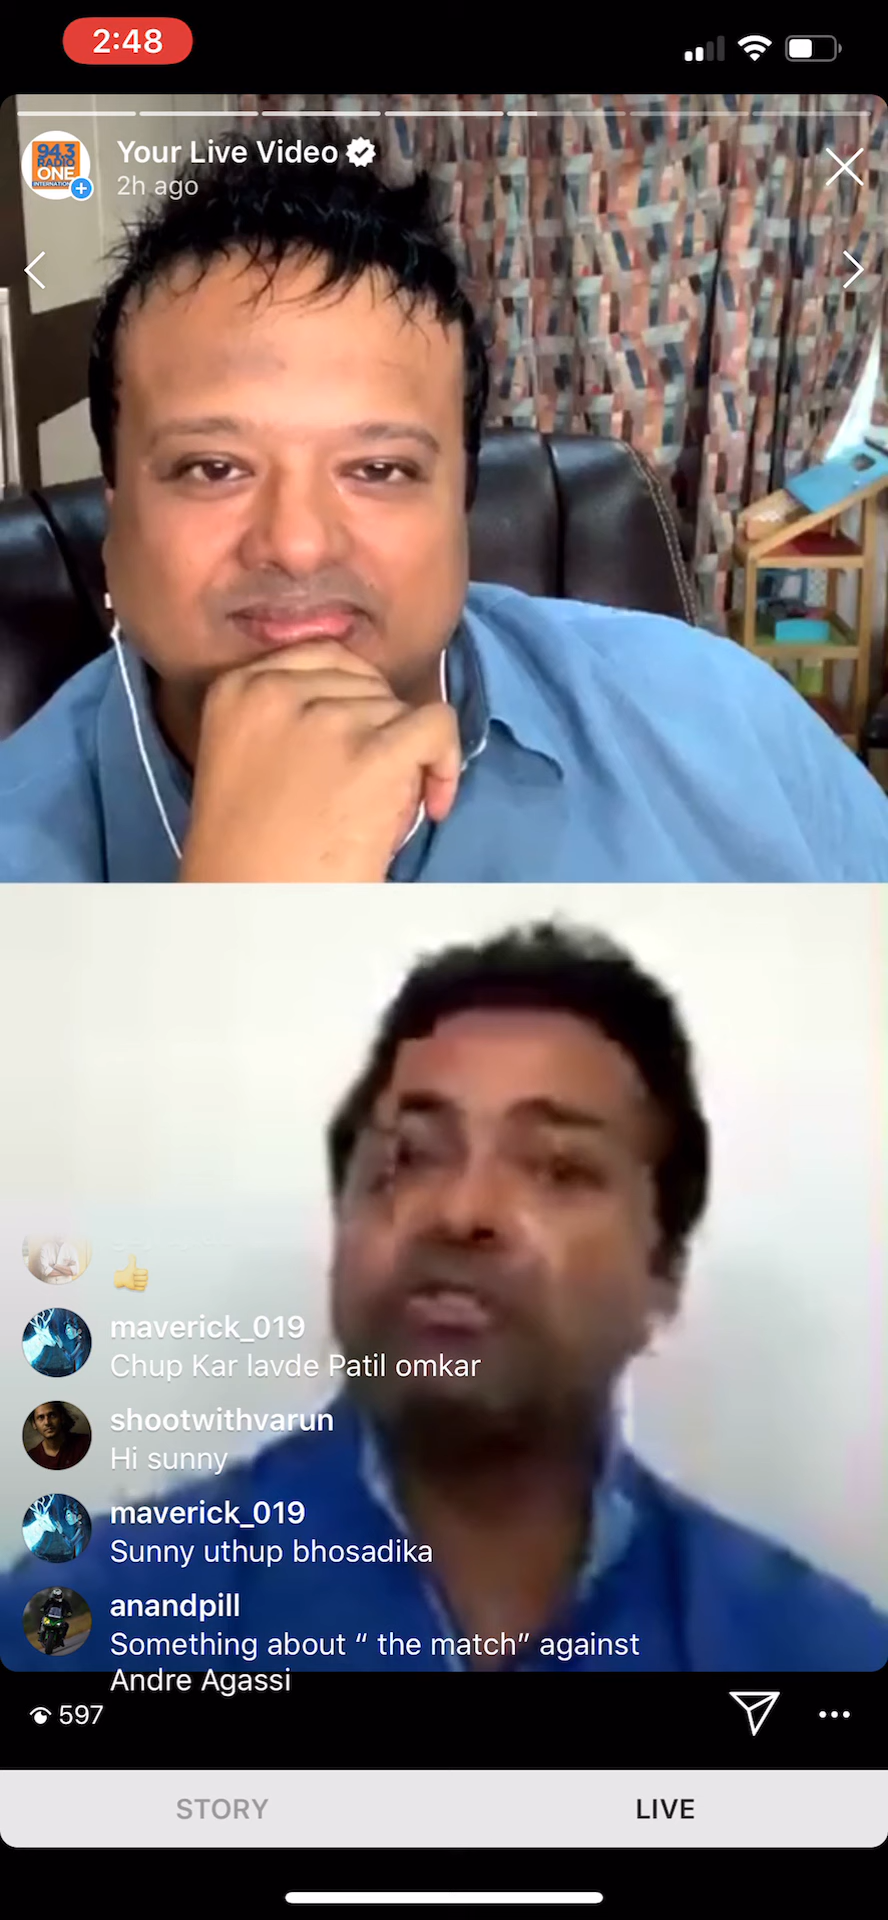 2:48
94.3
RADIO
ONE
INTERNATION
Your Live Video
2h ago
👍
maverick_019
Chup Kar lavde Patil omkar
shootwithvarun
Hi sunny
maverick_019
Sunny uthup bhosadika
anandpill
Something about “ the match” against
Andre Agassi
597
STORY
LIVE